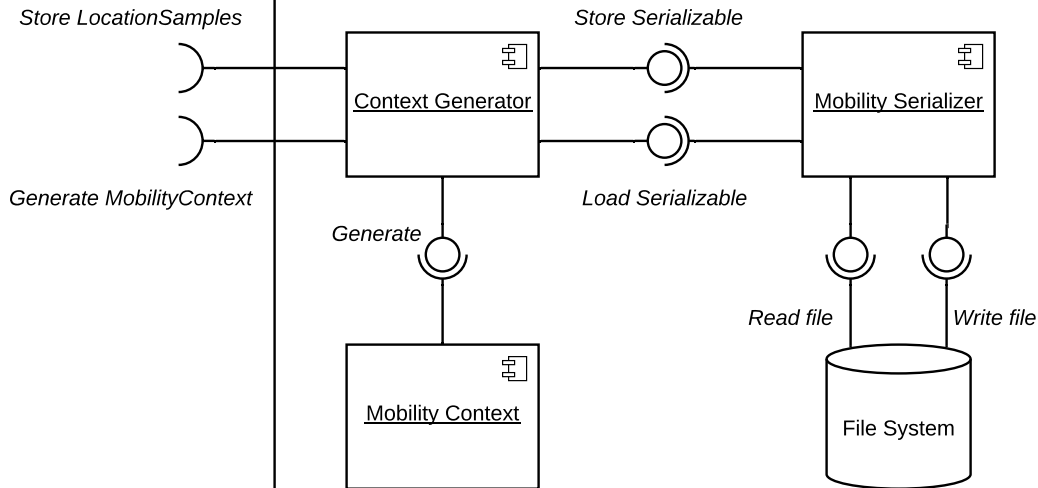 Store LocationSamples
Store Serializable
Context Generator
Mobility Serializer
Generate MobilityContext
Load Serializable
Generate
Read file
Write file
Mobility Context
File System